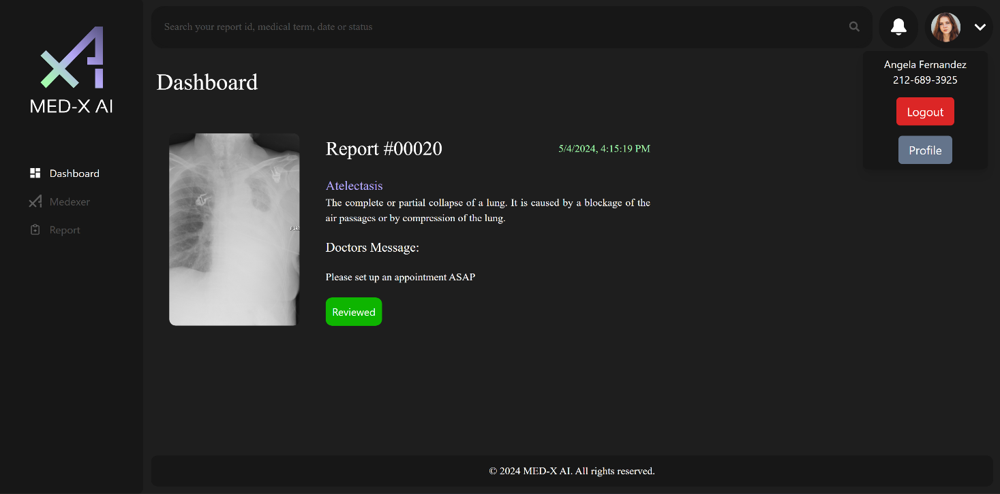 Search your report id, medical term, date or status
MED-X AI
Angela Fernandez
212-689-3925
Logout
Profile
Dashboard
Medexer
Report
Dashboard
Report #00020
5/4/2024, 4:15:19 PM
Atelectasis
The complete or partial collapse of a lung. It is caused by a blockage of the
air passages or by compression of the lung.
Doctors Message:
Please set up an appointment ASAP
Reviewed
© 2024 MED-X AI. All rights reserved.